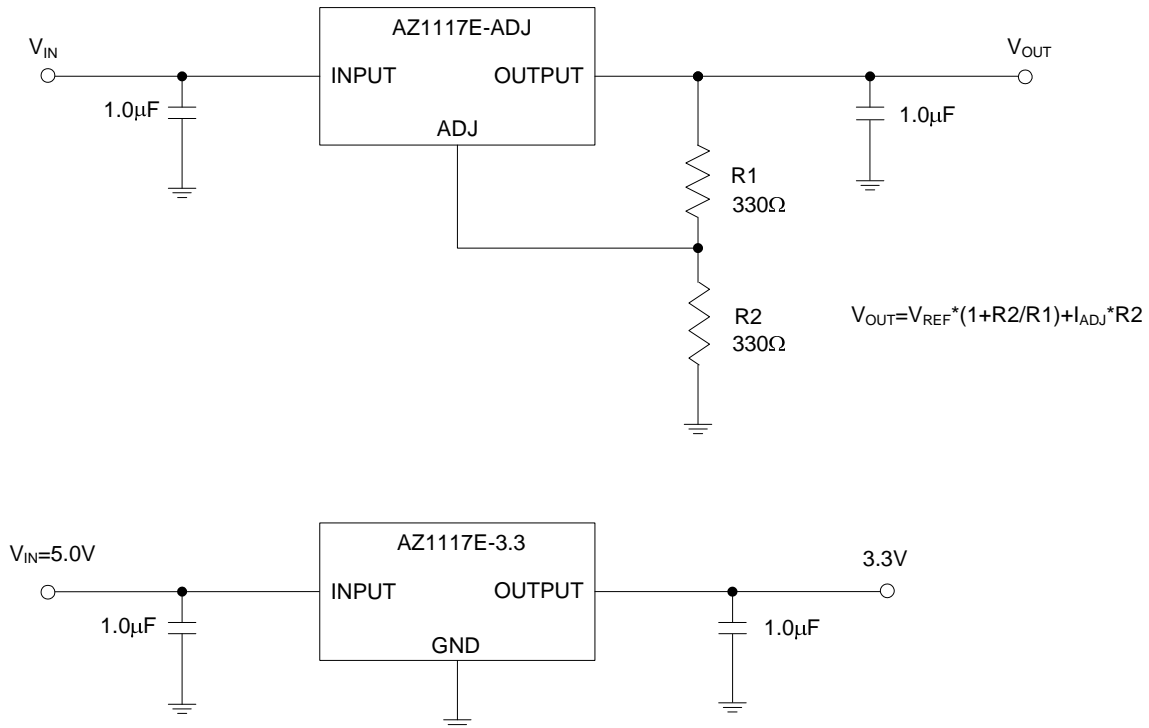 AZ1117E-ADJ
V_IN
V_OUT
INPUT
OUTPUT
1.0µF
ADJ
1.0µF
R1
330Ω
R2
330Ω
V_OUT=V_REF*(1+R2/R1)+I_ADJ*R2
AZ1117E-3.3
V_IN=5.0V
3.3V
INPUT
OUTPUT
1.0µF
1.0µF
GND